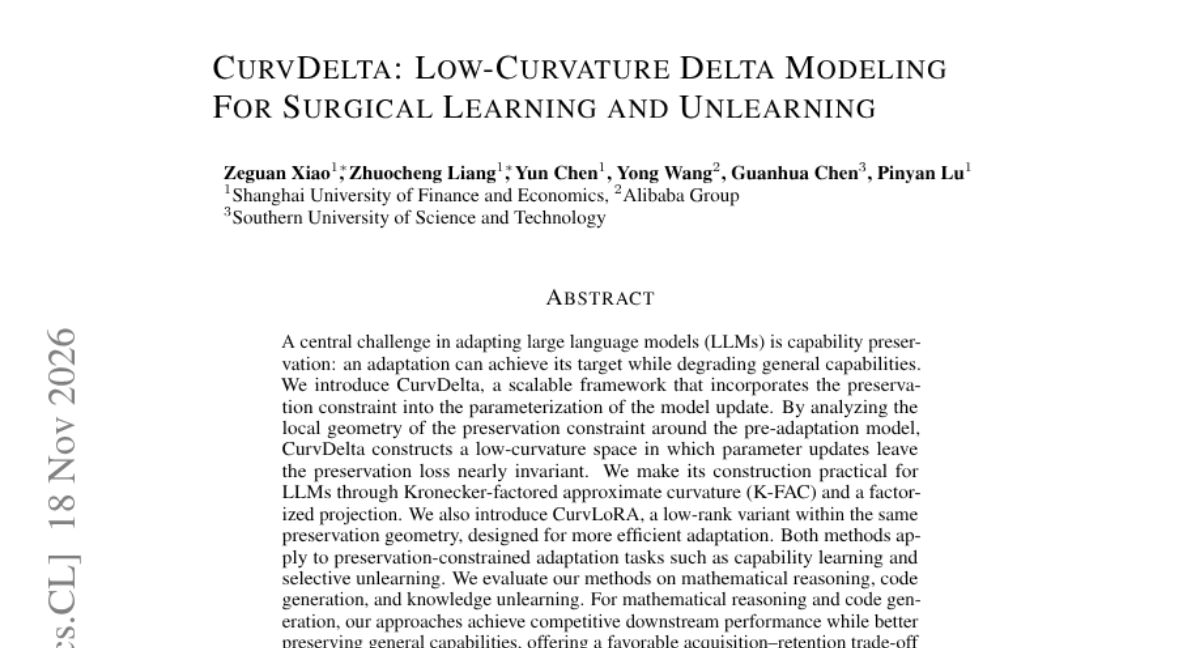 CURVDELTA: LOW-CURVATURE DELTA MODELING
FOR SURGICAL LEARNING AND UNLEARNING
Zeguan Xiao¹*, Zhuocheng Liang¹*, Yun Chen¹, Yong Wang², Guanhua Chen³, Pinyan Lu¹
¹Shanghai University of Finance and Economics, ²Alibaba Group
³Southern University of Science and Technology
ABSTRACT
A central challenge in adapting large language models (LLMs) is capability preser-
vation: an adaptation can achieve its target while degrading general capabilities.
We introduce CurvDelta, a scalable framework that incorporates the preserva-
tion constraint into the parameterization of the model update. By analyzing the
local geometry of the preservation constraint around the pre-adaptation model,
CurvDelta constructs a low-curvature space in which parameter updates leave
the preservation loss nearly invariant. We make its construction practical for
LLMs through Kronecker-factored approximate curvature (K-FAC) and a factor-
ized projection. We also introduce CurvLoRA, a low-rank variant within the same
preservation geometry, designed for more efficient adaptation. Both methods ap-
ply to preservation-constrained adaptation tasks such as capability learning and
selective unlearning. We evaluate our methods on mathematical reasoning, code
generation, and knowledge unlearning. For mathematical reasoning and code gen-
eration, our approaches achieve competitive downstream performance while better
preserving general capabilities, offering a favorable acquisition–retention trade-off
cs.CL] 18 Nov 2026